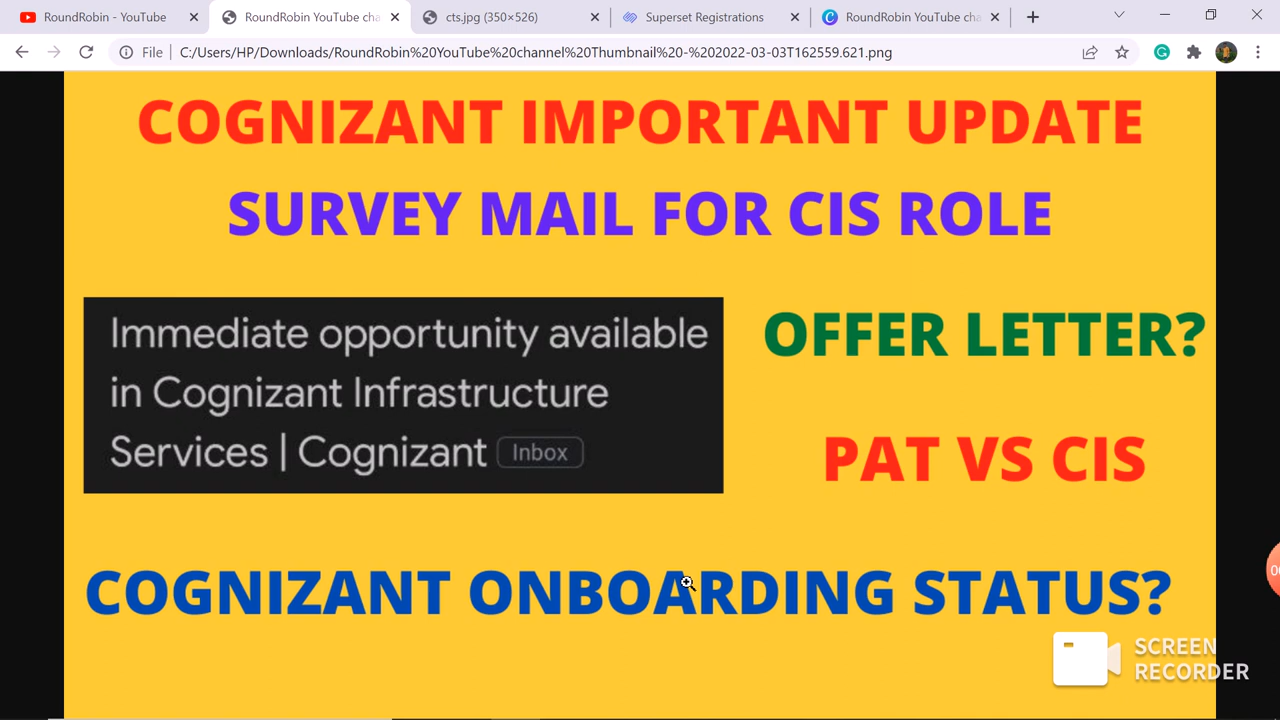 RoundRobin - YouTube
RoundRobin YouTube cha
cts.jpg (350×526)
Superset Registrations
RoundRobin YouTube cha
File
C:/Users/HP/Downloads/RoundRobin%20YouTube%20channel%20Thumbnail%20-%202022-03-03T162559.621.png
COGNIZANT IMPORTANT UPDATE
SURVEY MAIL FOR CIS ROLE
Immediate opportunity available
in Cognizant Infrastructure
Services | Cognizant Inbox
OFFER LETTER?
PAT VS CIS
COGNIZANT ONBOARDING STATUS?
SCREEN
RECORDER